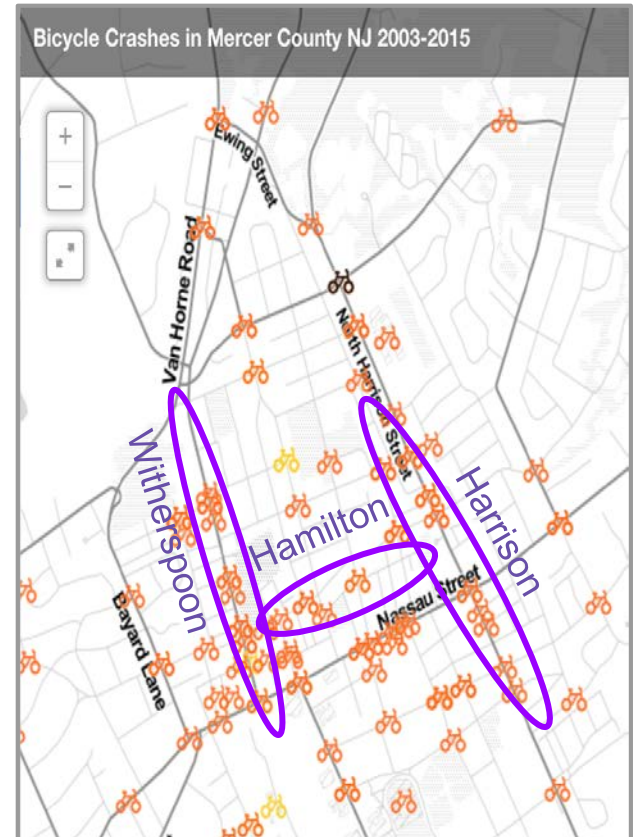 Bicycle Crashes in Mercer County NJ 2003-2015
+
−
Ewing Street
Van Horne Road
North Harrison Street
Witherspoon
Hamilton
Harrison
Nassau Street
Bayard Lane